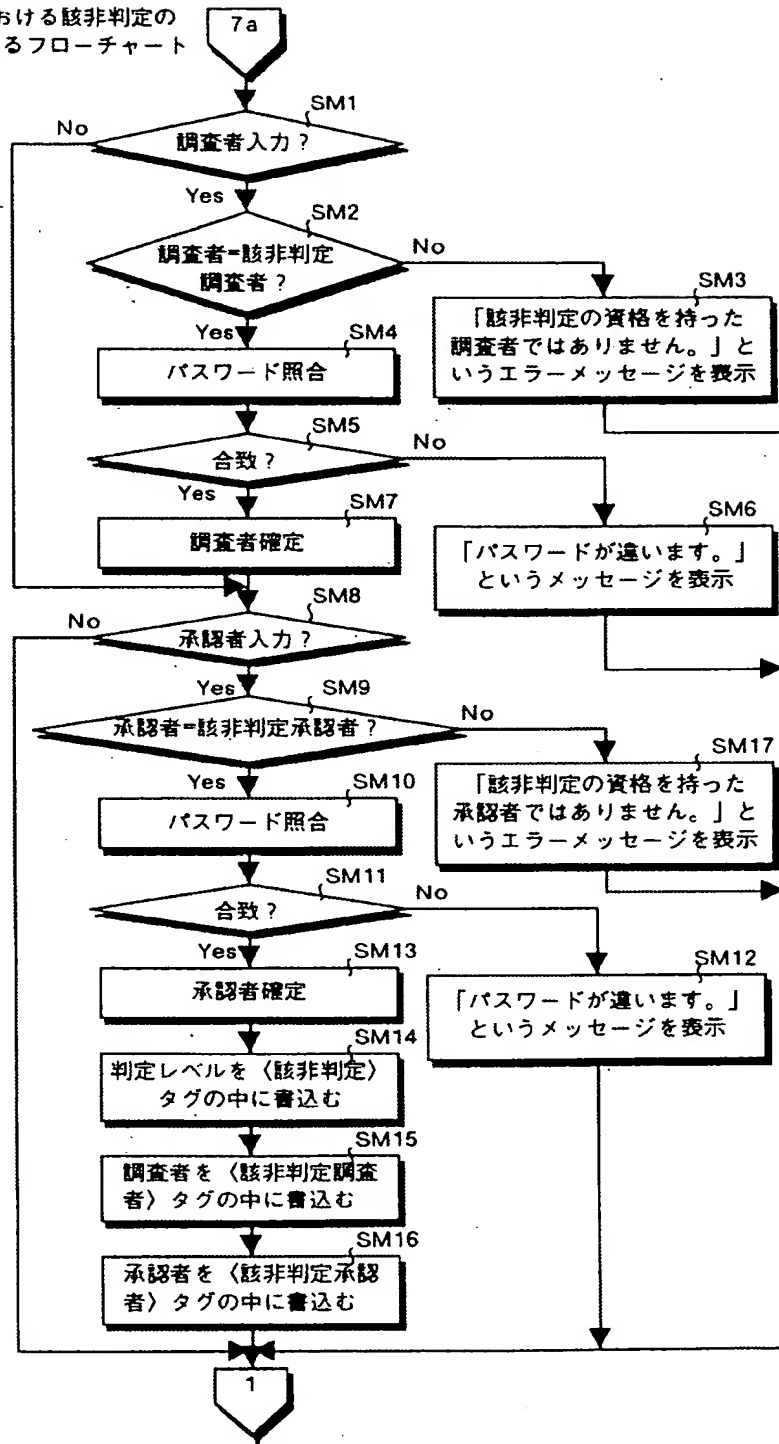 おける該非判定の
るフローチャート
7a
SM1
No
調査者入力?
Yes
SM2
調査者=該非判定
調査者?
No
SM3
「該非判定の資格を持った
調査者ではありません。」と
いうエラーメッセージを表示
Yes
SM4
パスワード照合
SM5
合致?
No
Yes
SM7
調査者確定
SM6
「パスワードが違います。」
というメッセージを表示
SM8
No
承認者入力?
Yes
SM9
承認者=該非判定承認者?
No
SM17
「該非判定の資格を持った
承認者ではありません。」と
いうエラーメッセージを表示
Yes
SM10
パスワード照合
SM11
合致?
No
Yes
SM13
承認者確定
SM12
「パスワードが違います。」
というメッセージを表示
SM14
判定レベルを〈該非判定〉
タグの中に書込む
SM15
調査者を〈該非判定調査
者〉タグの中に書込む
SM16
承認者を〈該非判定承認
者〉タグの中に書込む
1